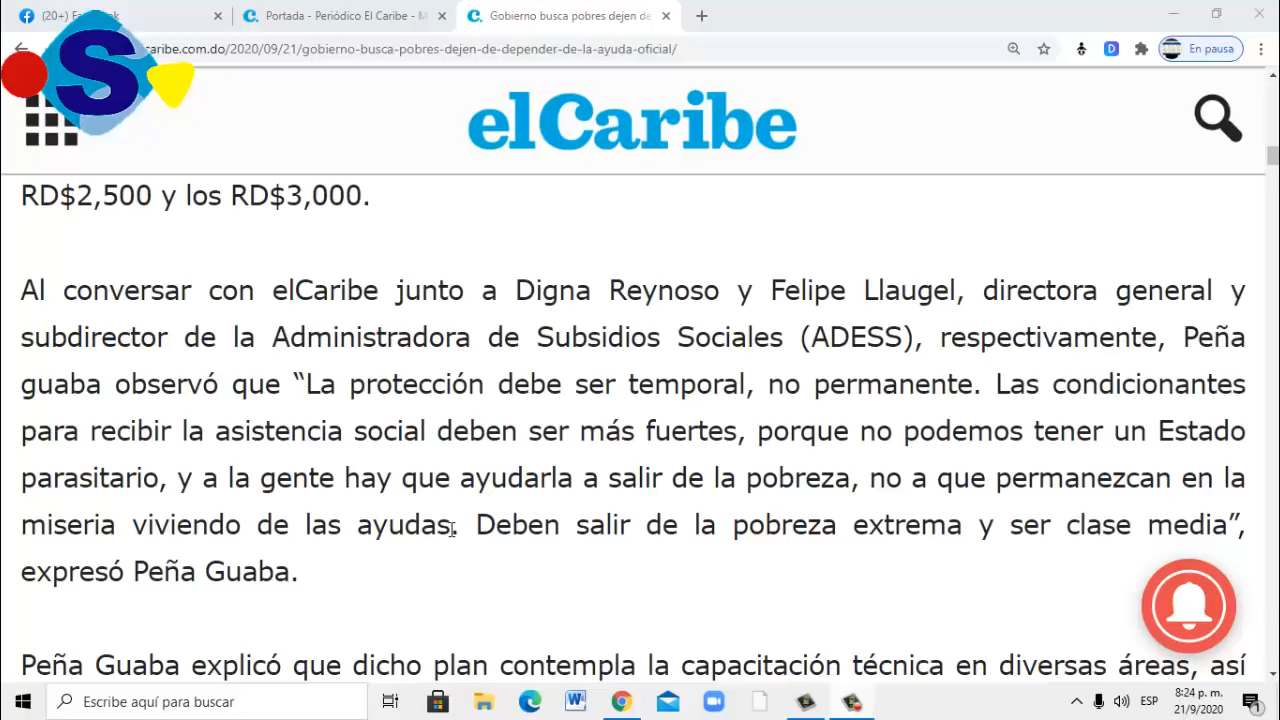 (20+) Fa
k
Portada - Periódico El Caribe - M
Gobierno busca pobres dejen de
caribe.com.do/2020/09/21/gobierno-busca-pobres-dejen-de-depender-de-la-ayuda-oficial/
D
En pausa
S
elCaribe
RD$2,500 y los RD$3,000.
Al conversar con elCaribe junto a Digna Reynoso y Felipe Llaugel, directora general y
subdirector de la Administradora de Subsidios Sociales (ADESS), respectivamente, Peña
guaba observó que “La protección debe ser temporal, no permanente. Las condicionantes
para recibir la asistencia social deben ser más fuertes, porque no podemos tener un Estado
parasitario, y a la gente hay que ayudarla a salir de la pobreza, no a que permanezcan en la
miseria viviendo de las ayudas. Deben salir de la pobreza extrema y ser clase media”,
expresó Peña Guaba.
Peña Guaba explicó que dicho plan contempla la capacitación técnica en diversas áreas, así
Escribe aquí para buscar
ESP
8:24 p. m.
21/9/2020
1